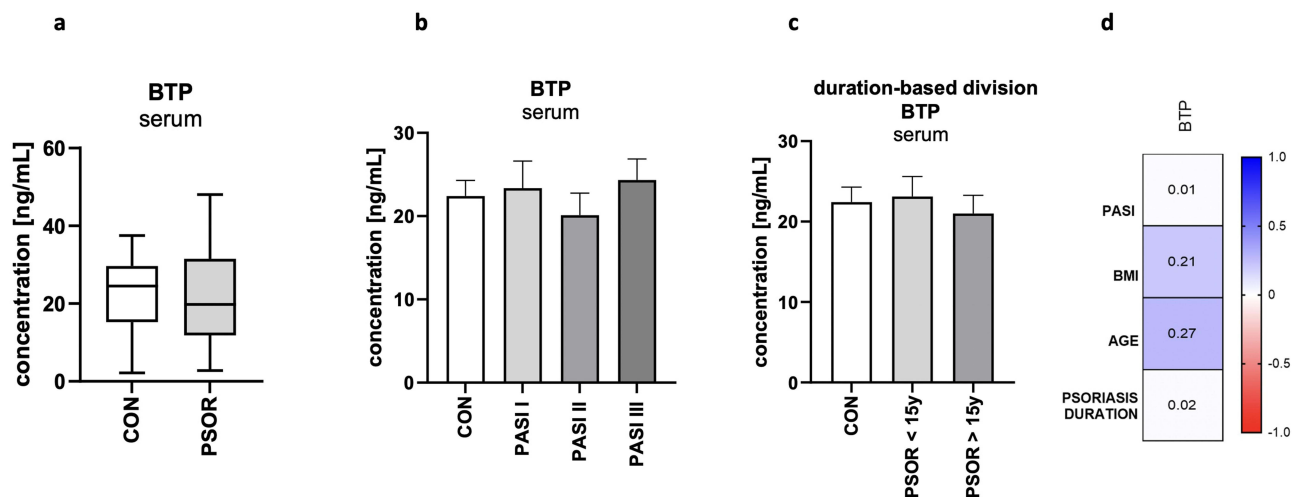 a
BTP
serum
concentration [ng/mL]
60
40
20
0
CON
PSOR
b
BTP
serum
concentration [ng/mL]
30
20
10
0
CON
PASI I
PASI II
PASI III
c
duration-based division
BTP
serum
concentration [ng/mL]
30
20
10
0
CON
PSOR < 15y
PSOR > 15y
d
BTP
PASI
0.01
BMI
0.21
AGE
0.27
PSORIASIS
DURATION
0.02
1.0
0.5
0
-0.5
-1.0